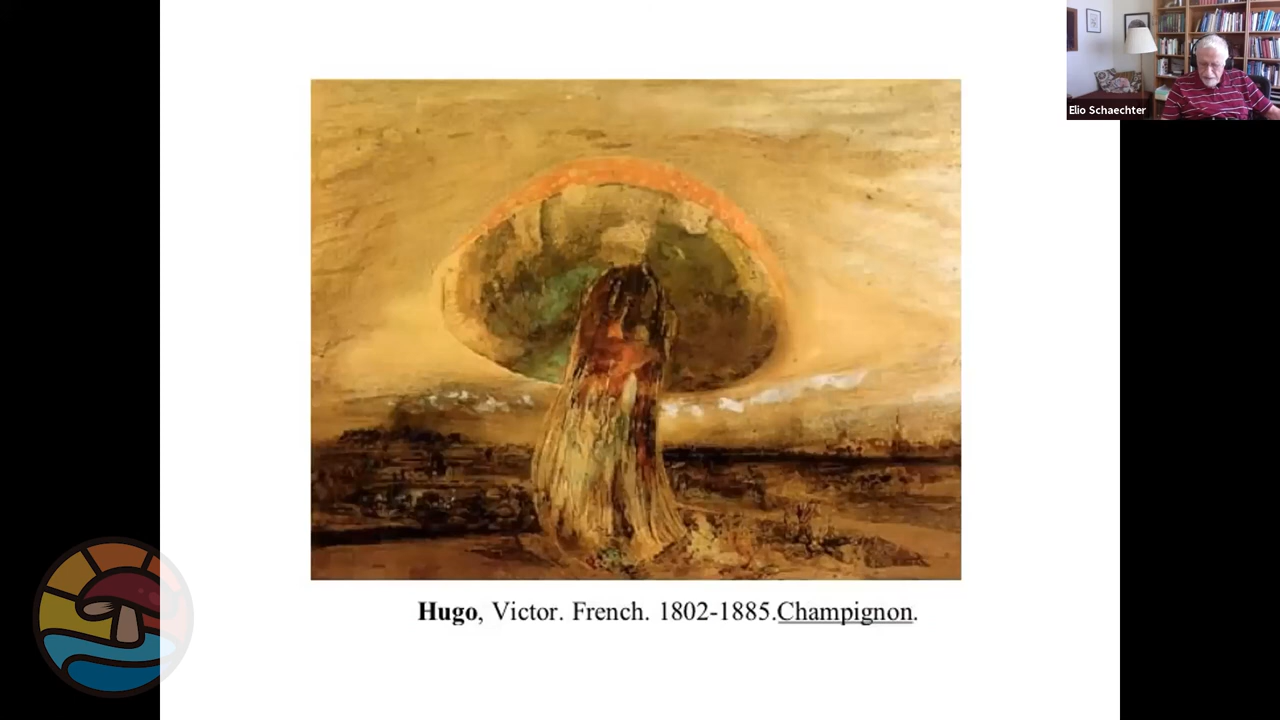 Elio Schaechter
Hugo, Victor. French. 1802-1885.Champignon.